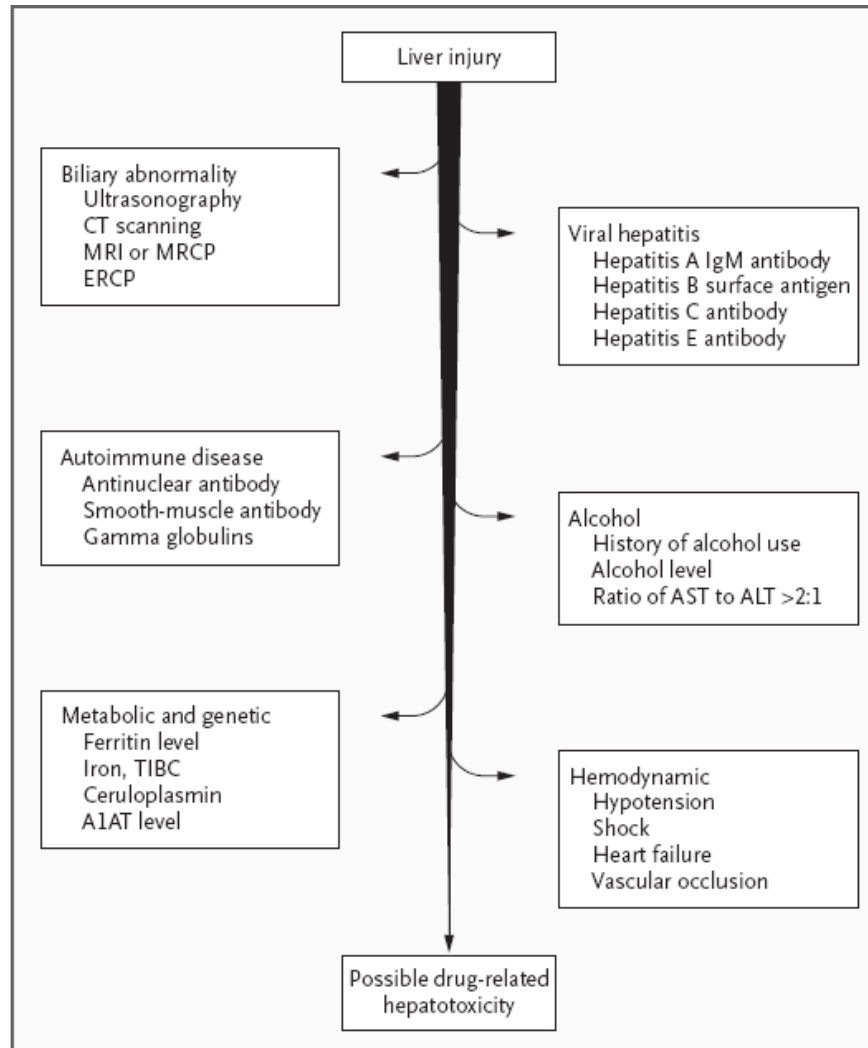 Liver injury
Biliary abnormality
Ultrasonography
CT scanning
MRI or MRCP
ERCP
Viral hepatitis
Hepatitis A IgM antibody
Hepatitis B surface antigen
Hepatitis C antibody
Hepatitis E antibody
Autoimmune disease
Antinuclear antibody
Smooth-muscle antibody
Gamma globulins
Alcohol
History of alcohol use
Alcohol level
Ratio of AST to ALT >2:1
Metabolic and genetic
Ferritin level
Iron, TIBC
Ceruloplasmin
A1AT level
Hemodynamic
Hypotension
Shock
Heart failure
Vascular occlusion
Possible drug-related
hepatotoxicity